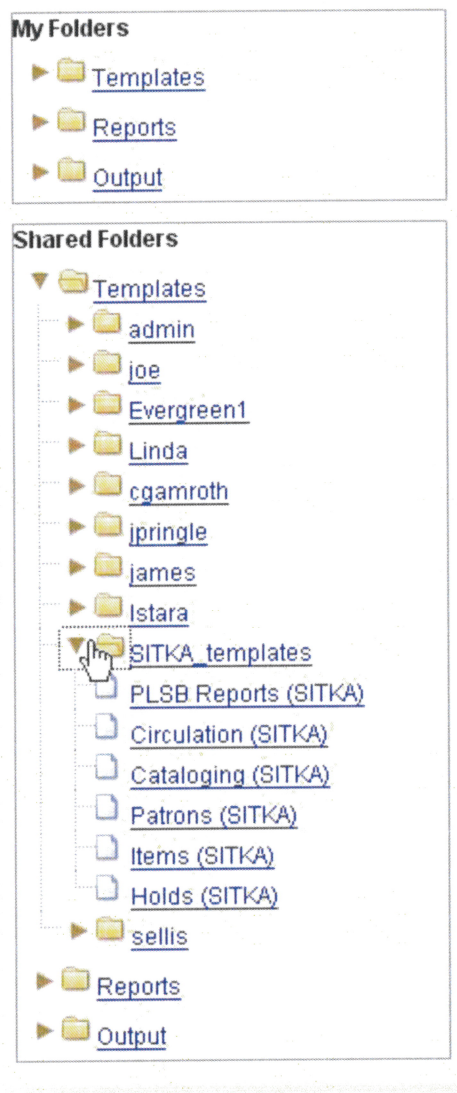 My Folders
Templates
Reports
Output
Shared Folders
Templates
admin
joe
Evergreen1
Linda
cgamroth
jpringle
james
lstara
SITKA_templates
PLSB Reports (SITKA)
Circulation (SITKA)
Cataloging (SITKA)
Patrons (SITKA)
Items (SITKA)
Holds (SITKA)
sellis
Reports
Output